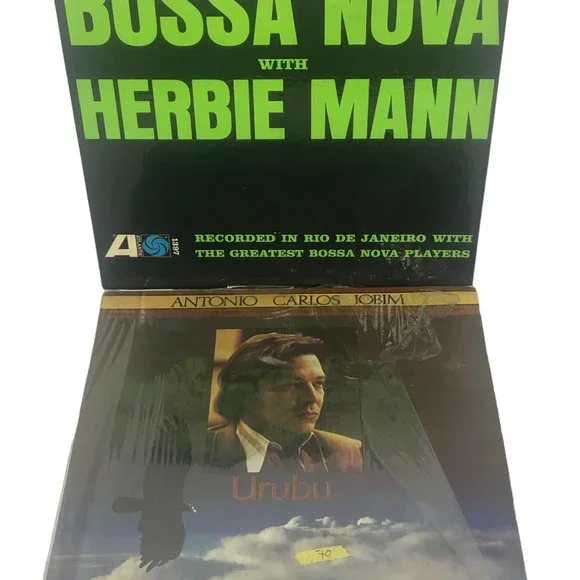 BOSSA NOVA
WITH
HERBIE MANN
A
ATLANTIC
1397
RECORDED IN RIO DE JANEIRO WITH
THE GREATEST BOSSA NOVA PLAYERS
ANTONIO CARLOS JOBIM
Urubu
70